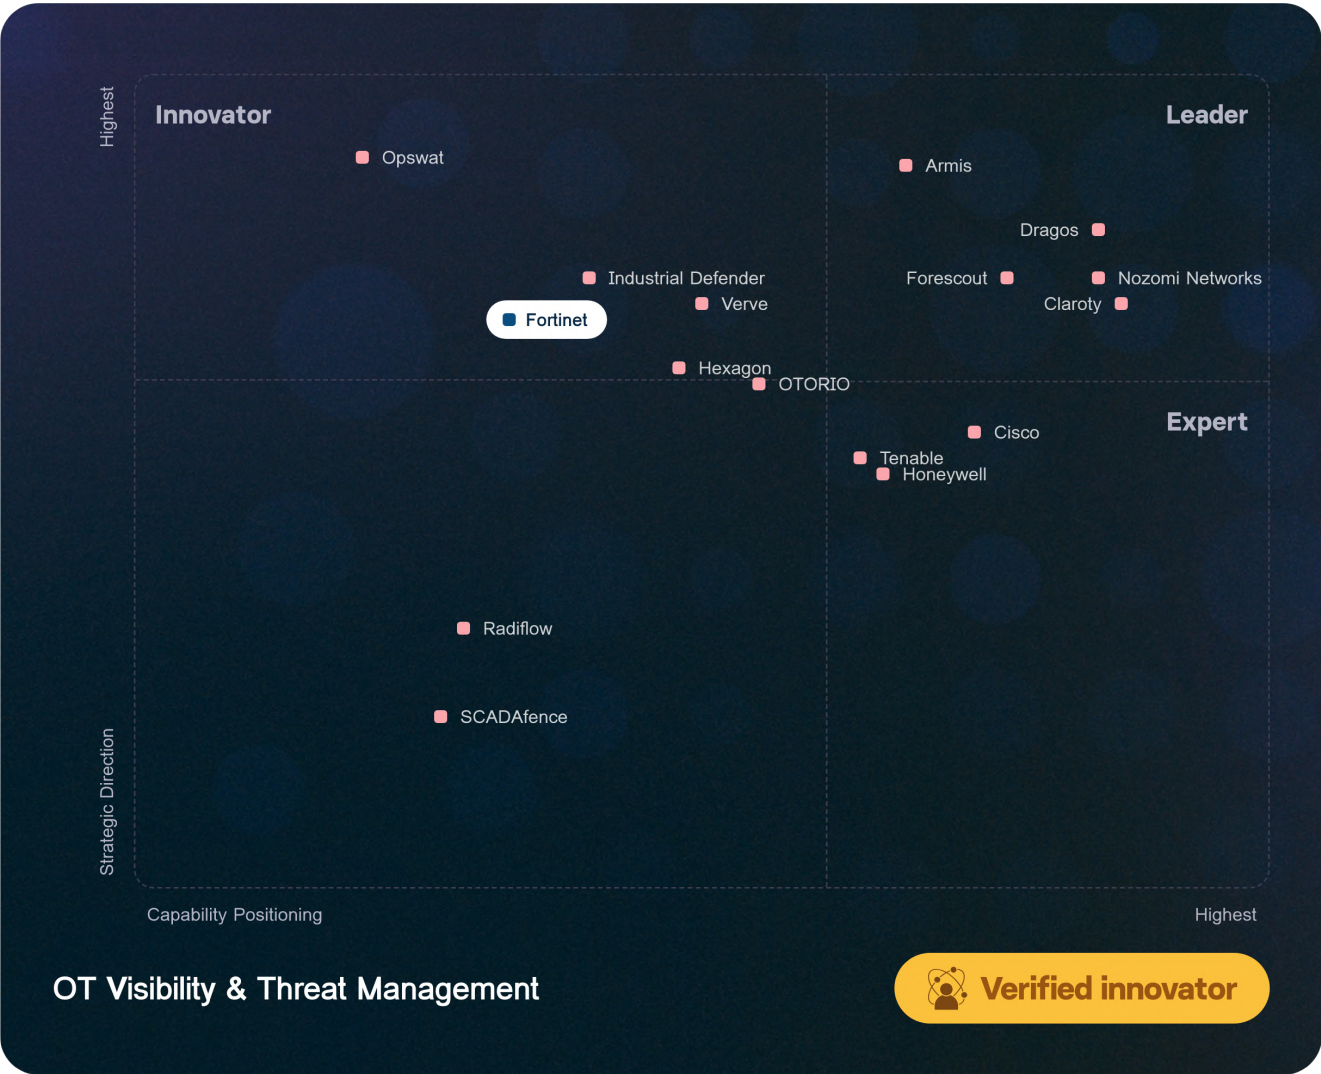 Highest
Innovator
Leader
Opswat
Armis
Dragos
Industrial Defender
Forescout
Nozomi Networks
Verve
Claroty
Fortinet
Hexagon
OTORIO
Expert
Cisco
Tenable
Honeywell
Radiflow
SCADAfence
Strategic Direction
Capability Positioning
Highest
OT Visibility & Threat Management
Verified innovator